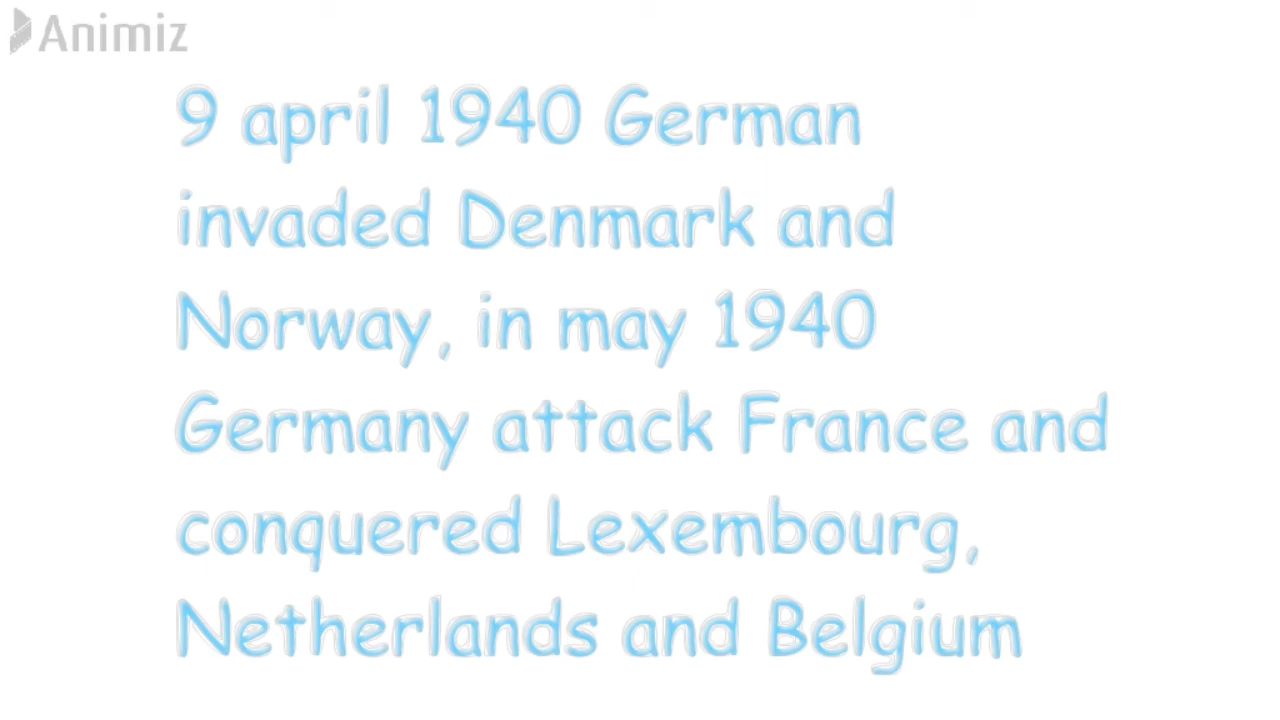 Animiz
9 april 1940 German
invaded Denmark and
Norway, in may 1940
Germany attack France and
conquered Lexembourg,
Netherlands and Belgium